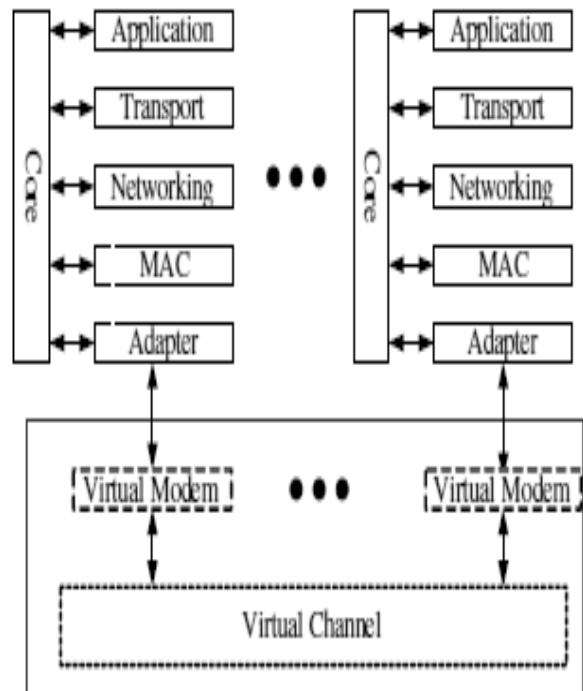 Application
Transport
Networking
MAC
Adapter
Core
Application
Transport
Networking
MAC
Adapter
Core
Virtual Modem
Virtual Modem
Virtual Channel